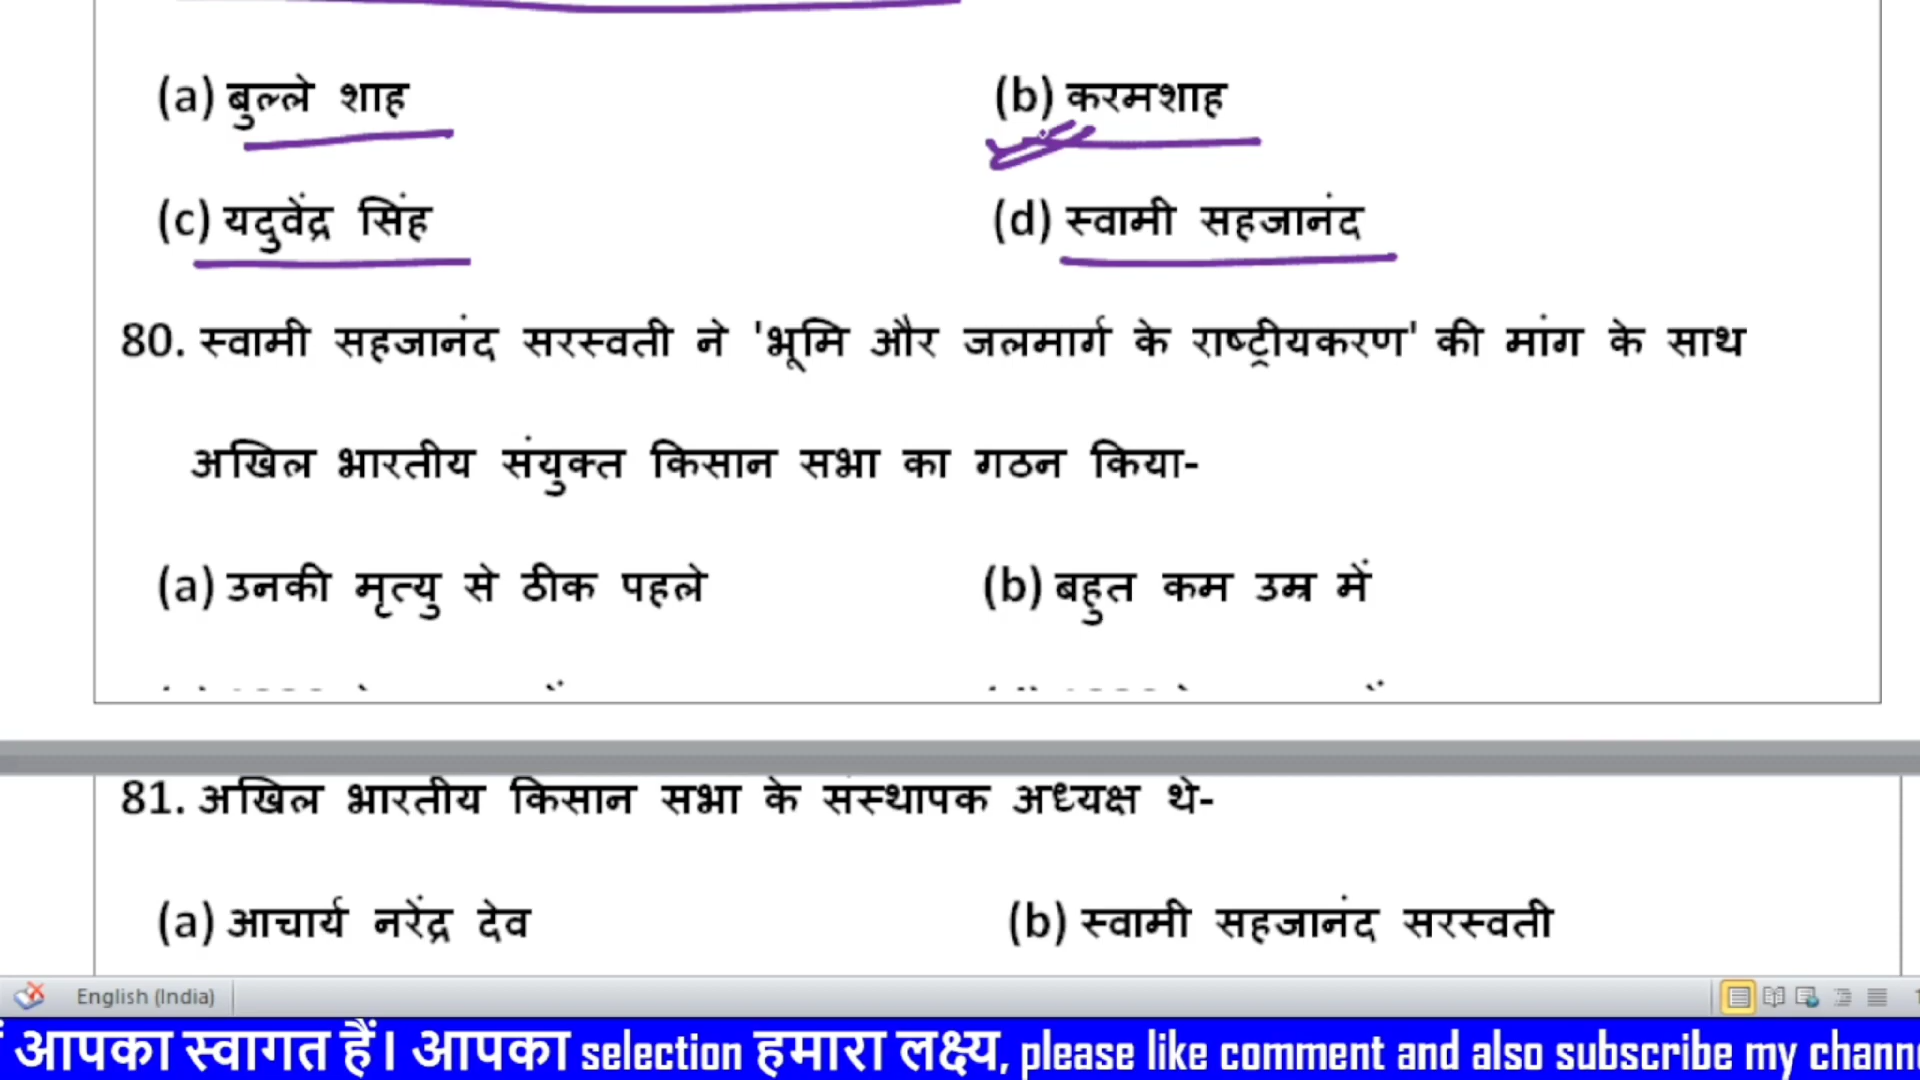 (a) बुल्ले शाह (b) करमशाह
(c) यदुवेंद्र सिंह (d) स्वामी सहजानंद
80. स्वामी सहजानंद सरस्वती ने 'भूमि और जलमार्ग के राष्ट्रीयकरण' की मांग के साथ
अखिल भारतीय संयुक्त किसान सभा का गठन किया-
(a) उनकी मृत्यु से ठीक पहले (b) बहुत कम उम्र में
81. अखिल भारतीय किसान सभा के संस्थापक अध्यक्ष थे-
(a) आचार्य नरेंद्र देव (b) स्वामी सहजानंद सरस्वती
English (India)
आपका स्वागत हैं। आपका selection हमारा लक्ष्य, please like comment and also subscribe my